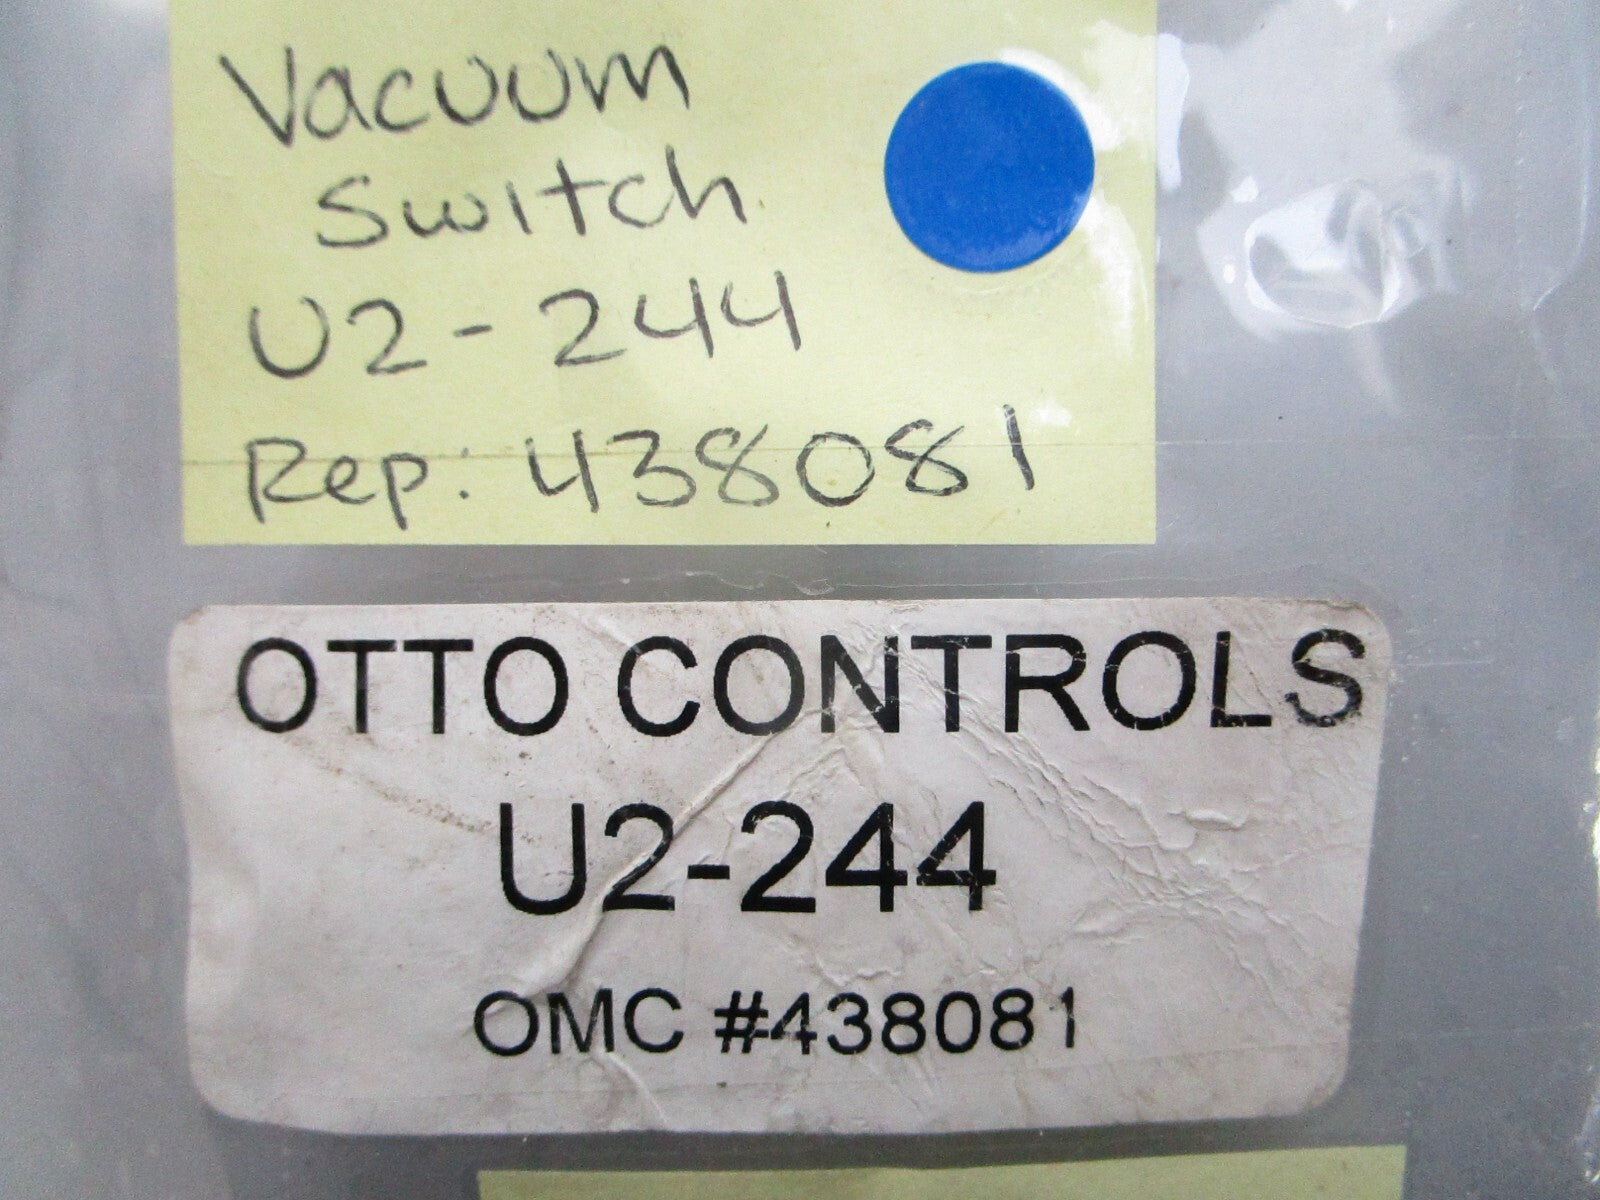 Vacuum
Switch
U2-244
Rep: 438081
OTTO CONTROLS
U2-244
OMC #438081